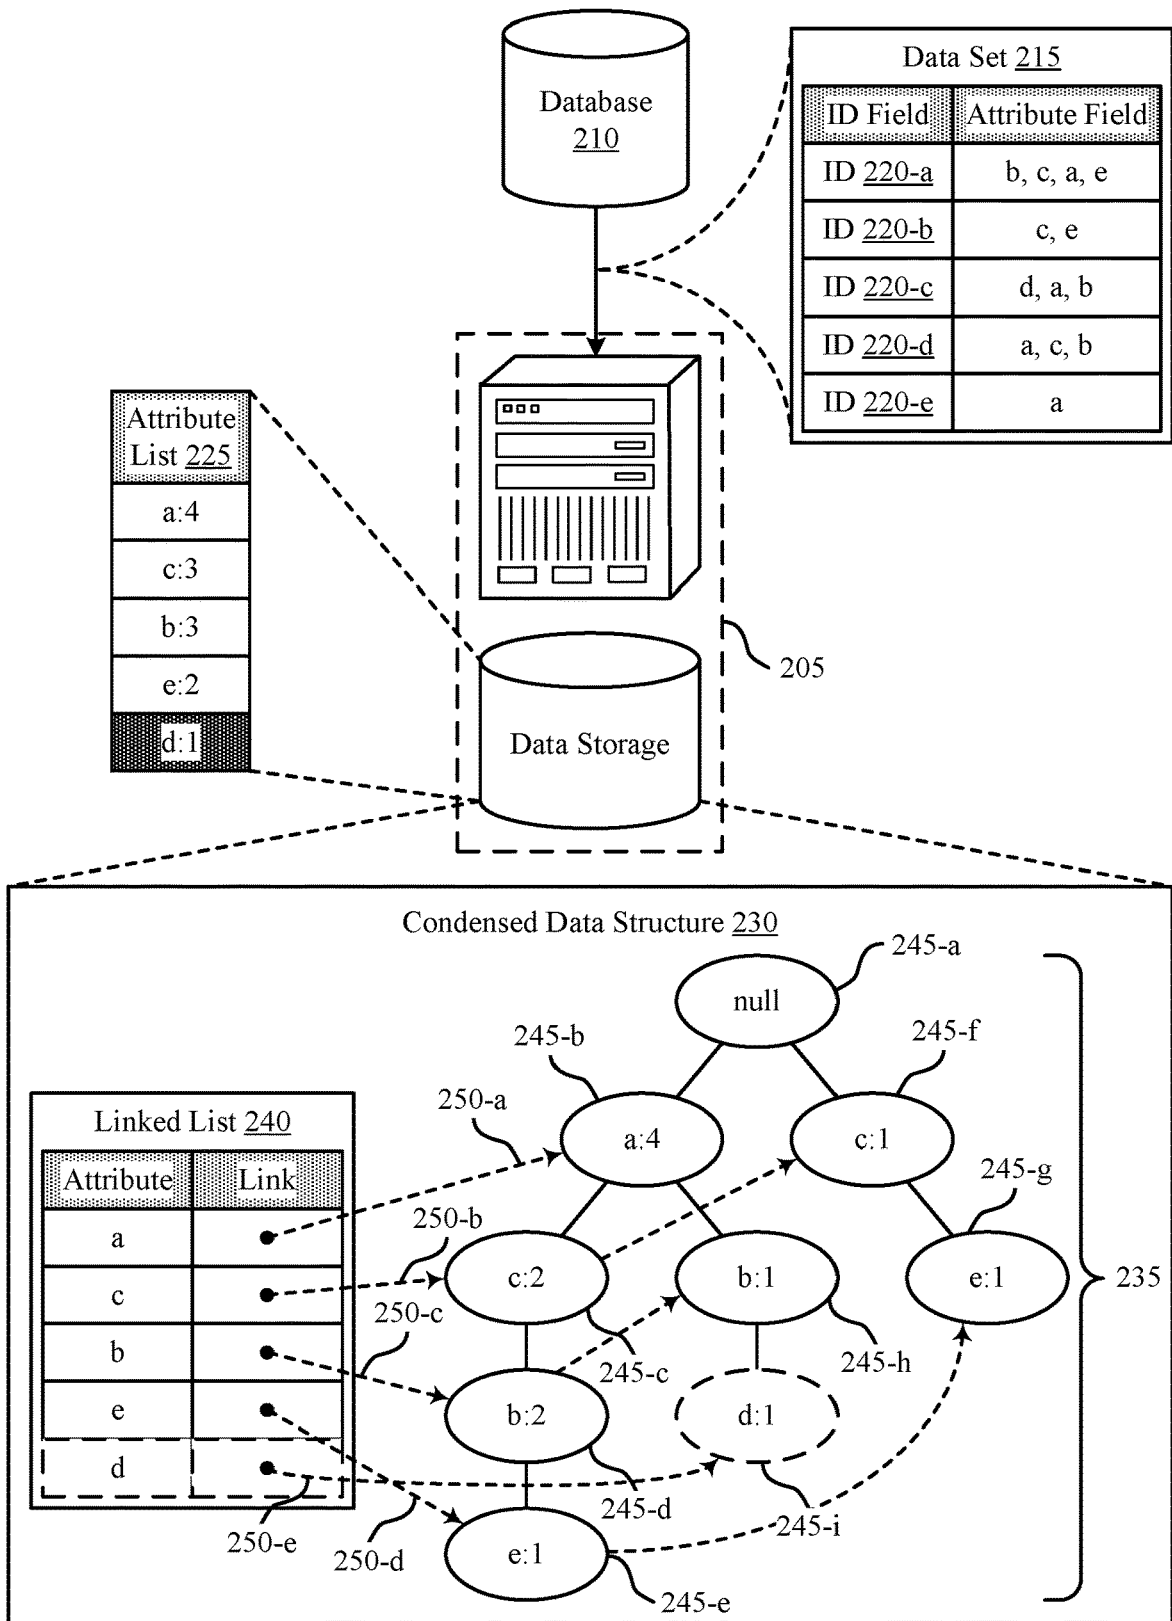 Database
210
Data Set 215
ID Field Attribute Field
ID 220-a b, c, a, e
ID 220-b c, e
ID 220-c d, a, b
ID 220-d a, c, b
ID 220-e a
Attribute
List 225
a:4
c:3
b:3
e:2
d:1
205
Data Storage
Condensed Data Structure 230
245-a
null
245-b
245-f
250-a
Linked List 240
a:4
c:1
Attribute Link
245-g
a
250-b
c
c:2
b:1
e:1
235
250-c
b
245-c
245-h
e
b:2
d:1
d
245-d
245-i
250-e
250-d
e:1
245-e